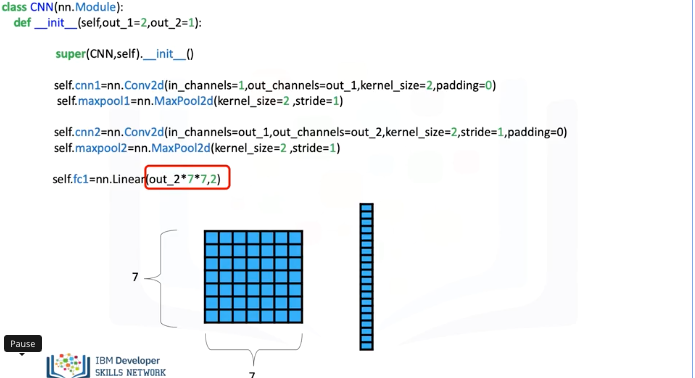 class CNN(nn.Module):
def __init__(self,out_1=2,out_2=1):
super(CNN,self).__init__()
self.cnn1=nn.Conv2d(in_channels=1,out_channels=out_1,kernel_size=2,padding=0)
self.maxpool1=nn.MaxPool2d(kernel_size=2 ,stride=1)
self.cnn2=nn.Conv2d(in_channels=out_1,out_channels=out_2,kernel_size=2,stride=1,padding=0)
self.maxpool2=nn.MaxPool2d(kernel_size=2 ,stride=1)
self.fc1=nn.Linear(out_2*7*7,2)
7
Pause
IBM Developer
SKILLS NETWORK
7